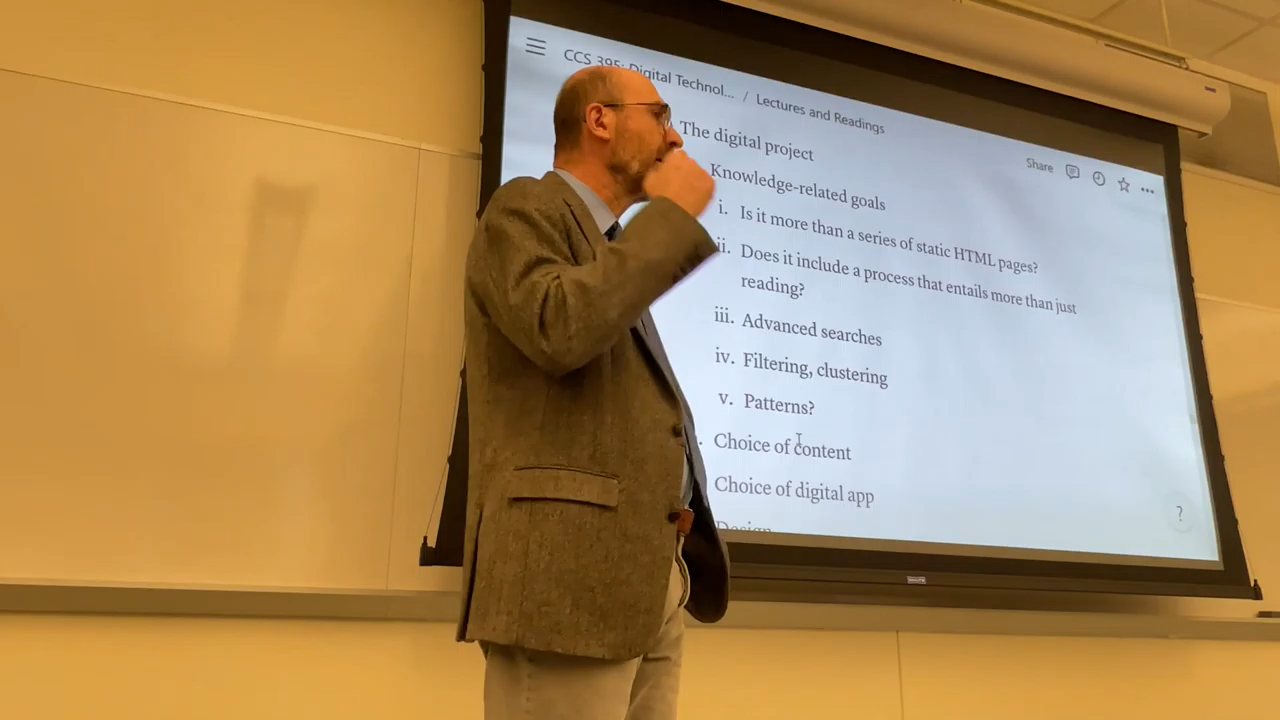 CCS 395: Digital Technol... / Lectures and Readings
Share
The digital project
Knowledge-related goals
i. Is it more than a series of static HTML pages?
ii. Does it include a process that entails more than just
reading?
iii. Advanced searches
iv. Filtering, clustering
v. Patterns?
Choice of content
Choice of digital app
Design
?